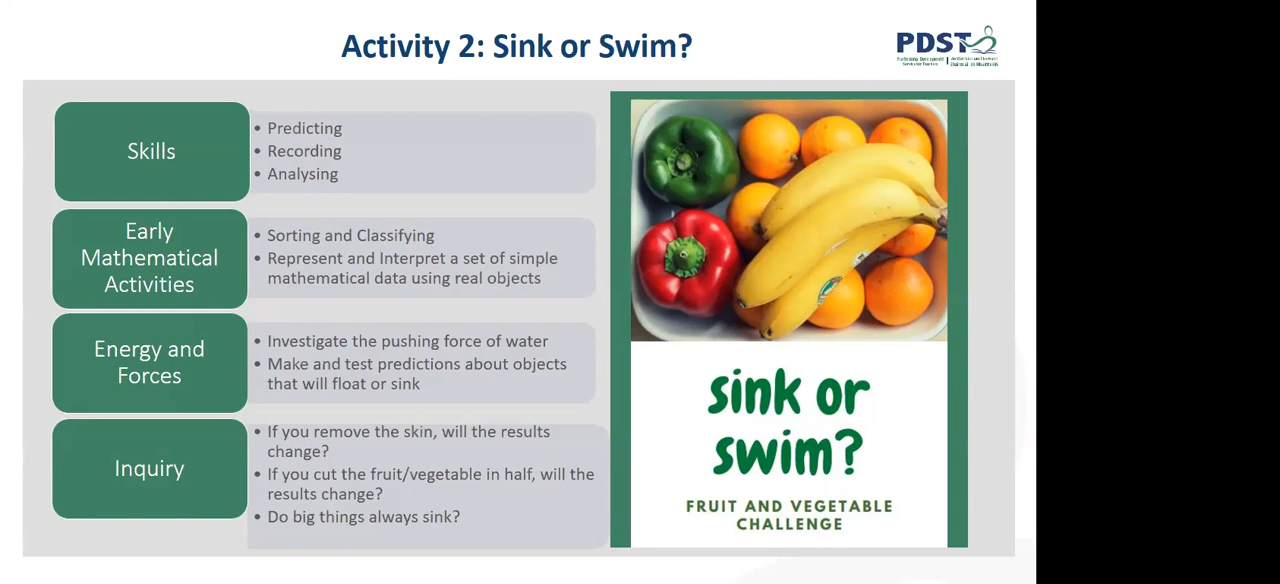 Activity 2: Sink or Swim?
PDST
Skills
• Predicting
• Recording
• Analysing
Early
Mathematical
Activities
• Sorting and Classifying
• Represent and Interpret a set of simple
mathematical data using real objects
Energy and
Forces
• Investigate the pushing force of water
• Make and test predictions about objects
that will float or sink
Inquiry
• If you remove the skin, will the results
change?
• If you cut the fruit/vegetable in half, will the
results change?
• Do big things always sink?
sink or
swim?
FRUIT AND VEGETABLE
CHALLENGE